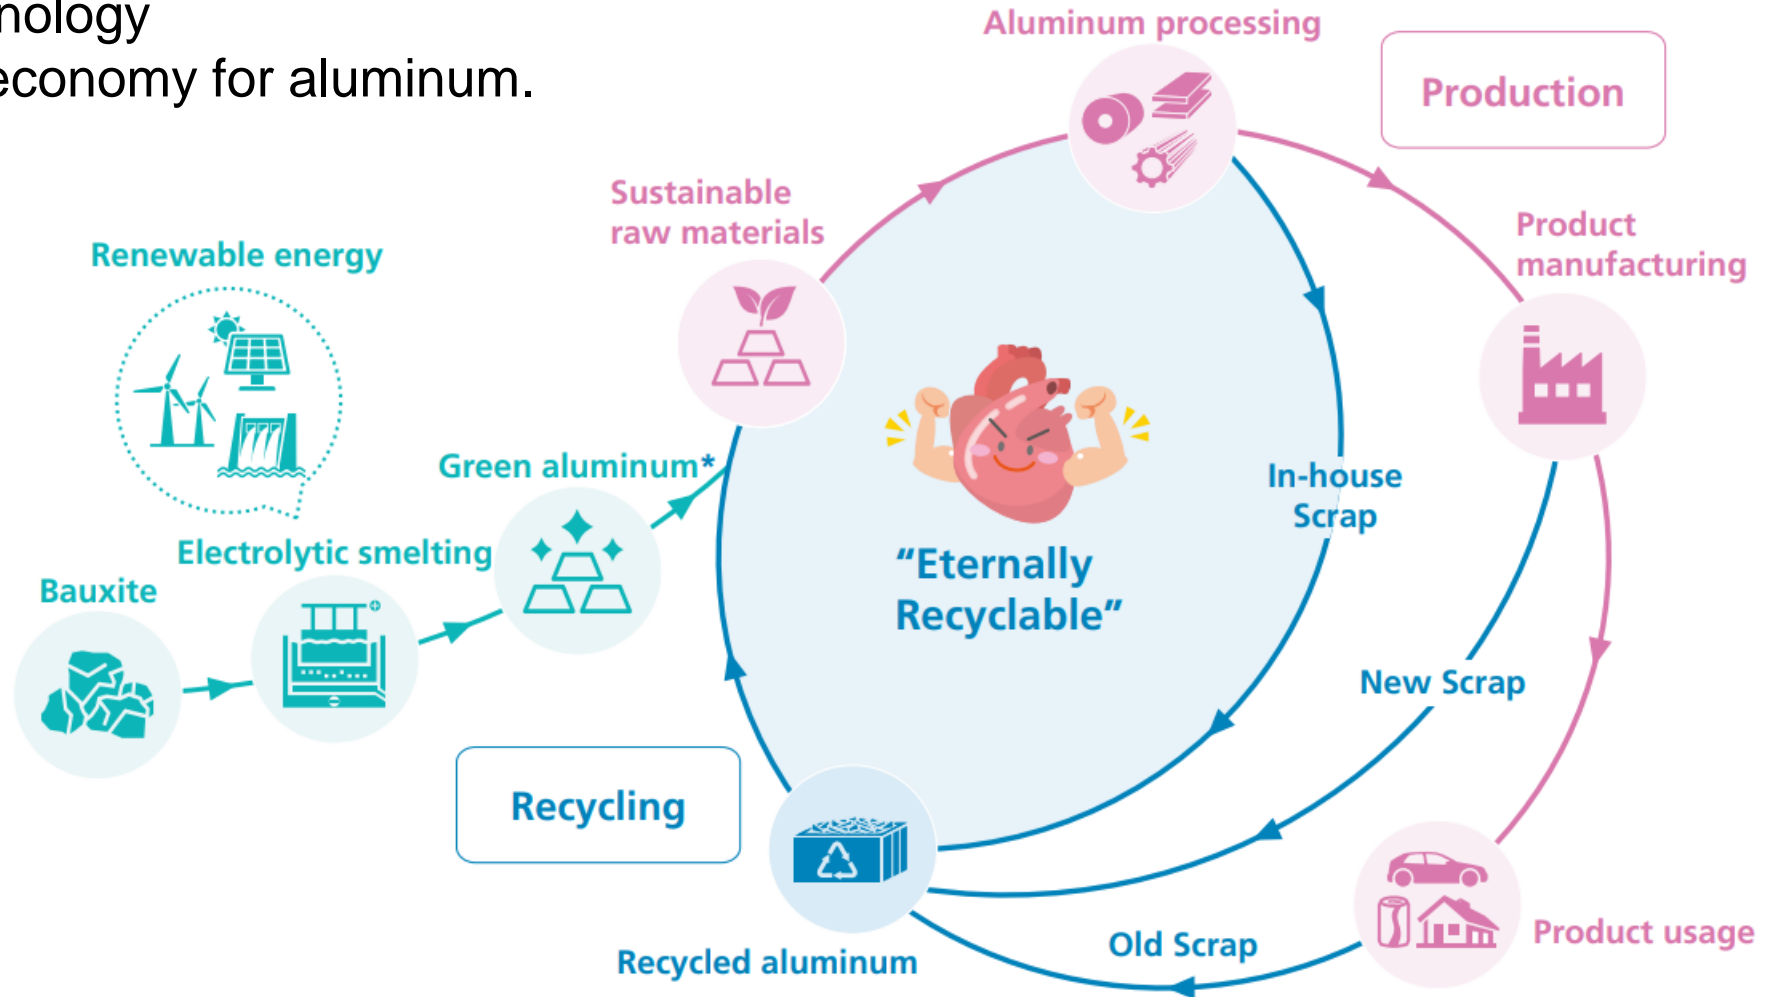 economy for aluminum.
Aluminum processing
Production
Sustainable
raw materials
Product
manufacturing
Renewable energy
Green aluminum*
In-house
Scrap
Electrolytic smelting
“Eternally
Recyclable”
Bauxite
New Scrap
Recycling
Product usage
Old Scrap
Recycled aluminum